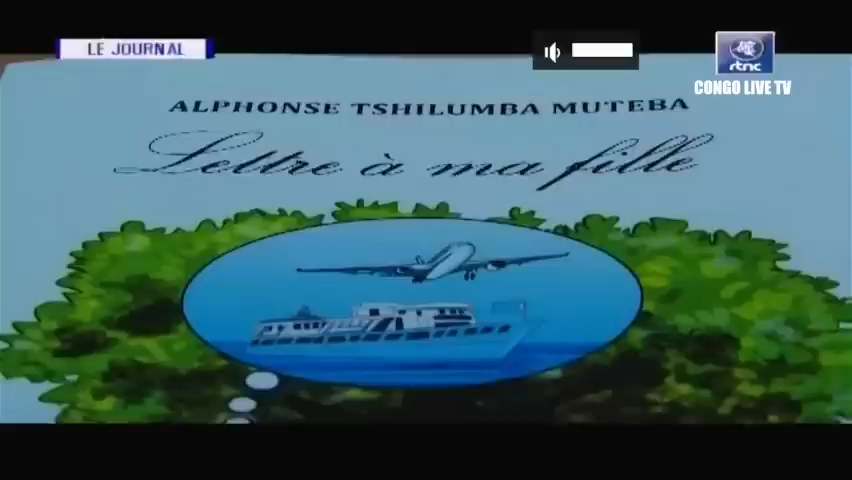 LE JOURNAL
rtnc
CONGO LIVE TV
ALPHONSE TSHILUMBA MUTEBA
Lettre à ma fille